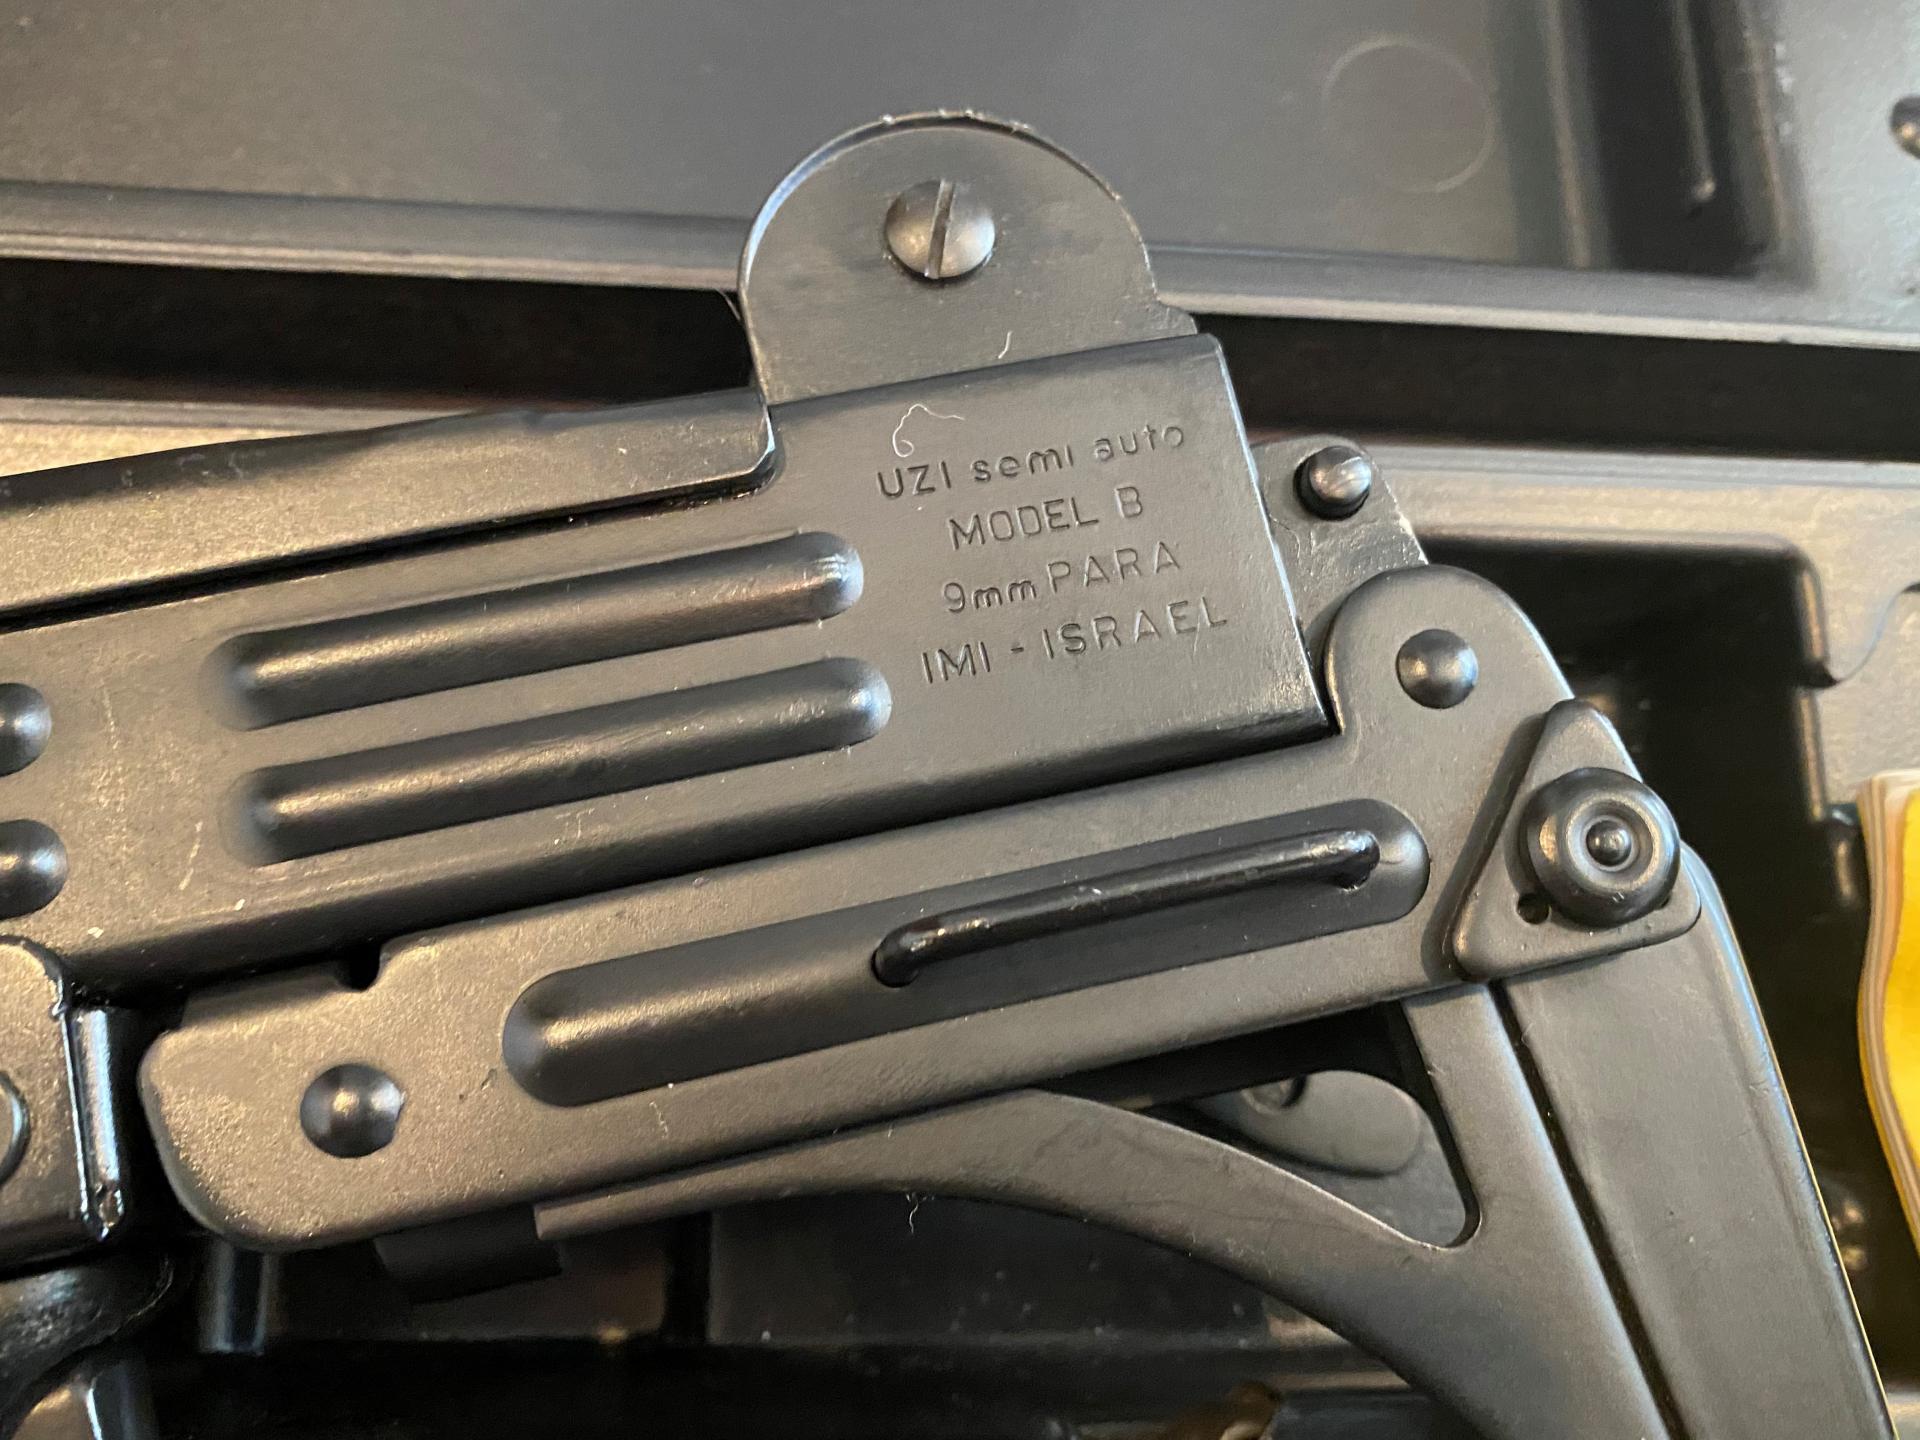 UZI semi auto
MODEL B
9mm PARA
IMI - ISRAEL